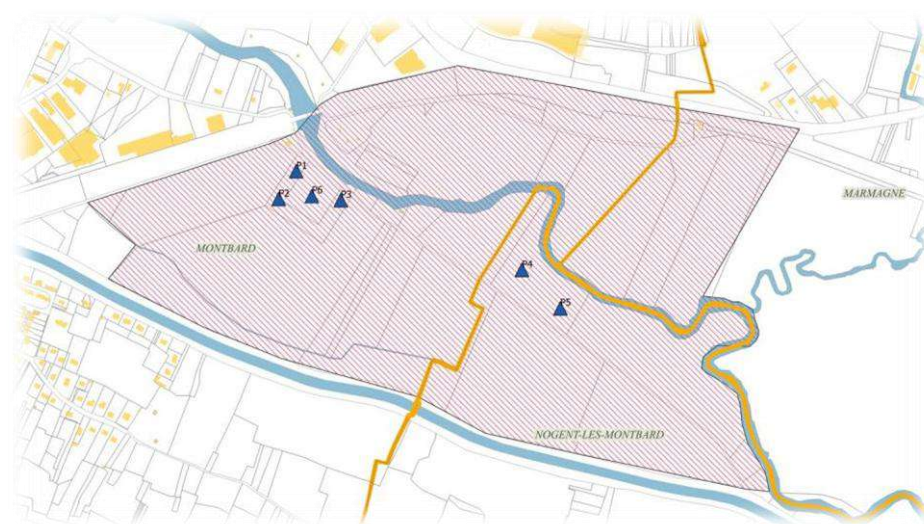 P1
P2
P6
P3
MARMAGNE
MONTBARD
P4
P5
NOGENT-LES-MONTBARD